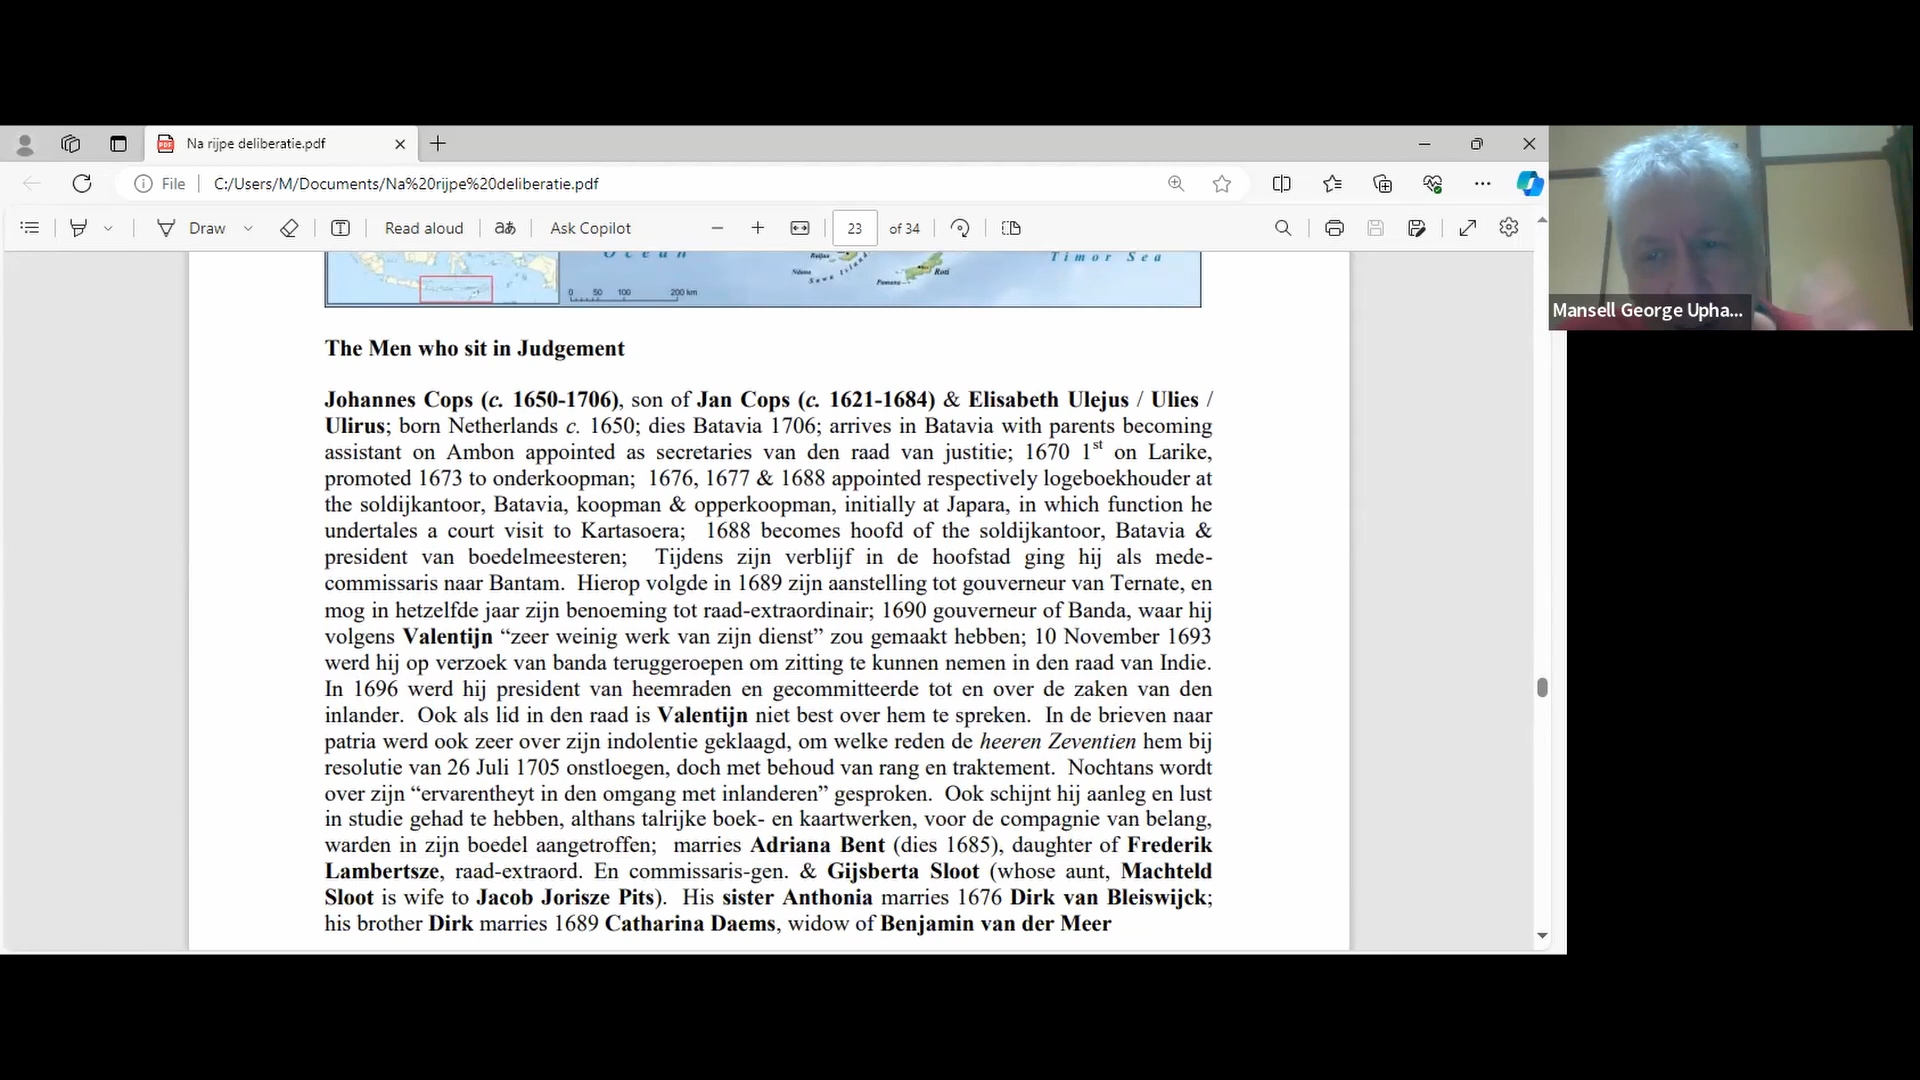 Na rijpe deliberatie.pdf
File
C:/Users/M/Documents/Na%20rijpe%20deliberatie.pdf
Draw
Read aloud
Ask Copilot
23
of 34
Ocean
Timor Sea
Raijua
Ndana
Sawu Islands
Roti
Pamana
0 50 100 200 km
Mansell George Upha...
The Men who sit in Judgement
Johannes Cops (c. 1650-1706), son of Jan Cops (c. 1621-1684) & Elisabeth Ulejus / Ulies /
Ulirus; born Netherlands c. 1650; dies Batavia 1706; arrives in Batavia with parents becoming
assistant on Ambon appointed as secretaries van den raad van justitie; 1670 1st on Larike,
promoted 1673 to onderkoopman; 1676, 1677 & 1688 appointed respectively logeboekhouder at
the soldijkantoor, Batavia, koopman & opperkoopman, initially at Japara, in which function he
undertales a court visit to Kartasoera; 1688 becomes hoofd of the soldijkantoor, Batavia &
president van boedelmeesteren; Tijdens zijn verblijf in de hoofstad ging hij als mede-
commissaris naar Bantam. Hierop volgde in 1689 zijn aanstelling tot gouverneur van Ternate, en
mog in hetzelfde jaar zijn benoeming tot raad-extraordinair; 1690 gouverneur of Banda, waar hij
volgens Valentijn “zeer weinig werk van zijn dienst” zou gemaakt hebben; 10 November 1693
werd hij op verzoek van banda teruggeroepen om zitting te kunnen nemen in den raad van Indie.
In 1696 werd hij president van heemraden en gecommitteerde tot en over de zaken van den
inlander. Ook als lid in den raad is Valentijn niet best over hem te spreken. In de brieven naar
patria werd ook zeer over zijn indolentie geklaagd, om welke reden de heeren Zeventien hem bij
resolutie van 26 Juli 1705 onstloegen, doch met behoud van rang en traktement. Nochtans wordt
over zijn “ervarentheyt in den omgang met inlanderen” gesproken. Ook schijnt hij aanleg en lust
in studie gehad te hebben, althans talrijke boek- en kaartwerken, voor de compagnie van belang,
warden in zijn boedel aangetroffen; marries Adriana Bent (dies 1685), daughter of Frederik
Lambertsze, raad-extraord. En commissaris-gen. & Gijsberta Sloot (whose aunt, Machteld
Sloot is wife to Jacob Jorisze Pits). His sister Anthonia marries 1676 Dirk van Bleiswijck;
his brother Dirk marries 1689 Catharina Daems, widow of Benjamin van der Meer